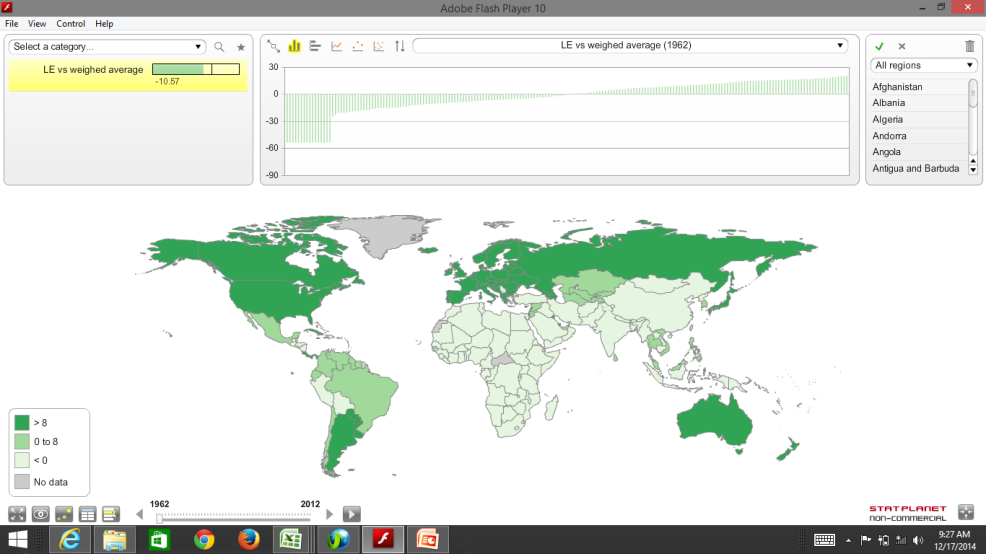 Adobe Flash Player 10
File View Control Help
Select a category...
LE vs weighed average
-10.57
LE vs weighed average (1962)
30
0
-30
-60
-90
All regions
Afghanistan
Albania
Algeria
Andorra
Angola
Antigua and Barbuda
> 8
0 to 8
< 0
No data
1962 2012
STAT PLANET
NON-COMMERCIAL
9:27 AM
12/17/2014